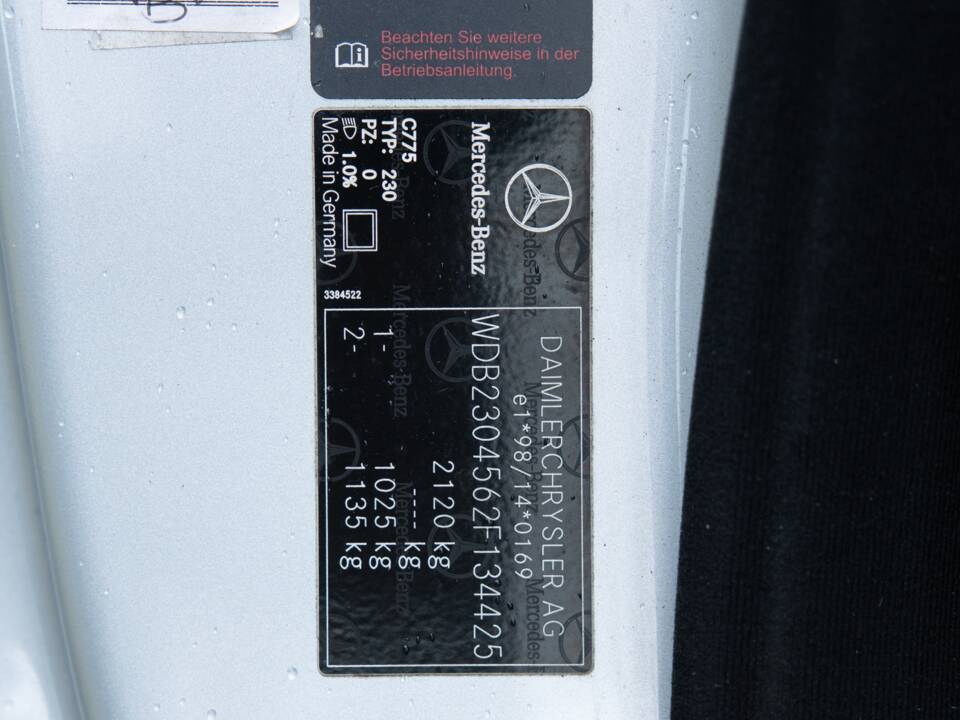 Beachten Sie weitere
Sicherheitshinweise in der
Betriebsanleitung.
Mercedes-Benz
C775
TYP: 230
PZ: 0
1.0%
Made in Germany
3384522
DAIMLERCHRYSLER AG
e1*98/14*0169
WDB2304562F134425
2120 kg
---- kg
1- 1025 kg
2- 1135 kg